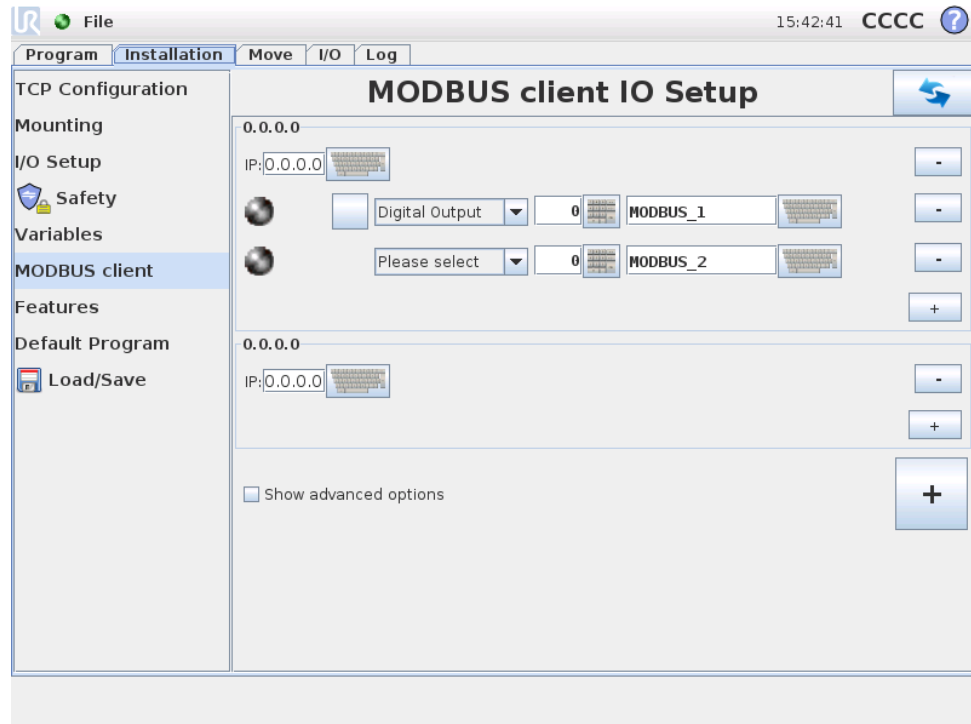 UR File 15:42:41 CCCC ?
Program Installation Move I/O Log
TCP Configuration
Mounting
I/O Setup
Safety
Variables
MODBUS client
Features
Default Program
Load/Save
MODBUS client IO Setup
0.0.0.0
IP: 0.0.0.0 -
Digital Output 0 MODBUS_1 -
Please select 0 MODBUS_2 -
+
0.0.0.0
IP: 0.0.0.0 -
+
Show advanced options +